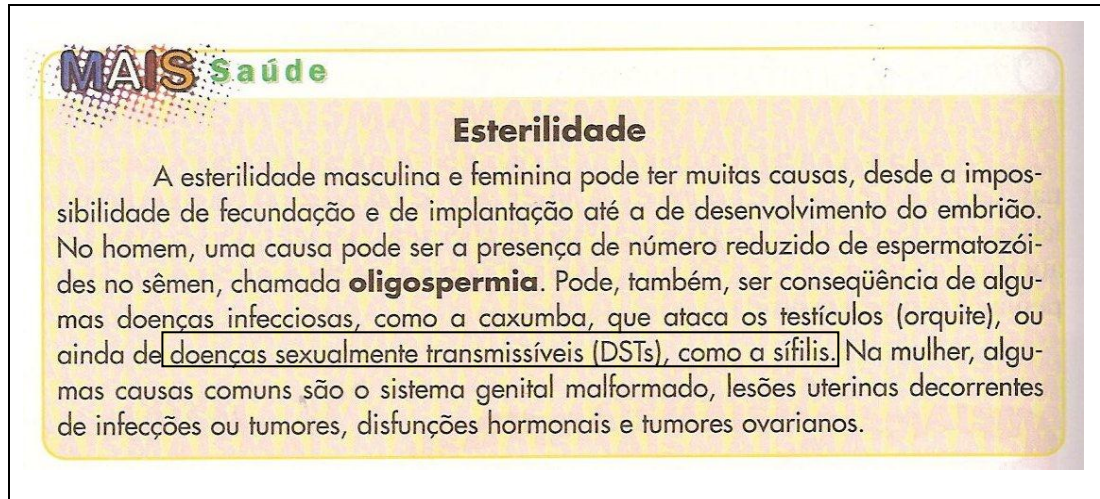 MAIS Saúde
Esterilidade
A esterilidade masculina e feminina pode ter muitas causas, desde a impos-
sibilidade de fecundação e de implantação até a de desenvolvimento do embrião.
No homem, uma causa pode ser a presença de número reduzido de espermatozói-
des no sêmen, chamada oligospermia. Pode, também, ser conseqüência de algu-
mas doenças infecciosas, como a caxumba, que ataca os testículos (orquite), ou
ainda de doenças sexualmente transmissíveis (DSTs), como a sífilis. Na mulher, algu-
mas causas comuns são o sistema genital malformado, lesões uterinas decorrentes
de infecções ou tumores, disfunções hormonais e tumores ovarianos.